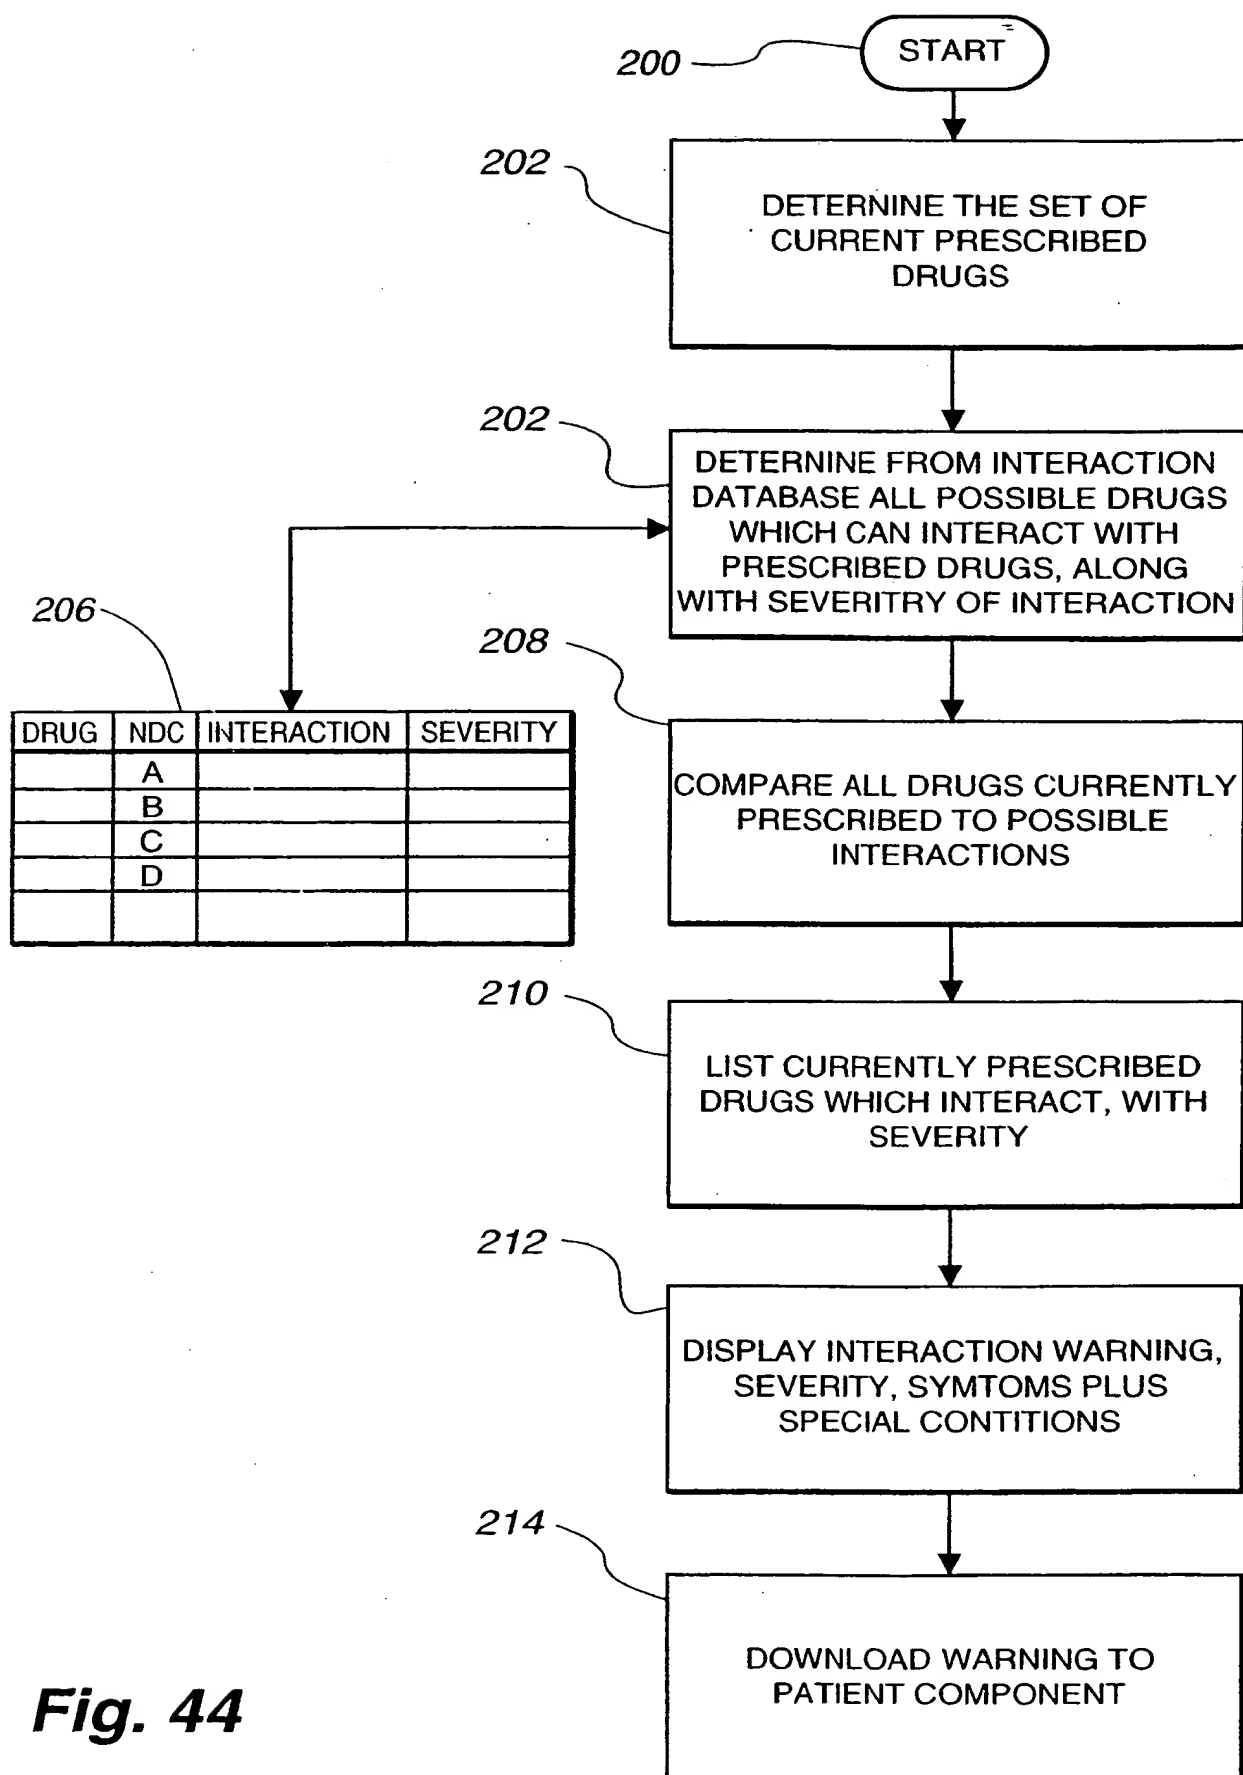 START
200
202
DETERNINE THE SET OF
CURRENT PRESCRIBED
DRUGS
202
DETERNINE FROM INTERACTION
DATABASE ALL POSSIBLE DRUGS
WHICH CAN INTERACT WITH
PRESCRIBED DRUGS, ALONG
WITH SEVERITRY OF INTERACTION
206
DRUG NDC INTERACTION SEVERITY
A
B
C
D
208
COMPARE ALL DRUGS CURRENTLY
PRESCRIBED TO POSSIBLE
INTERACTIONS
210
LIST CURRENTLY PRESCRIBED
DRUGS WHICH INTERACT, WITH
SEVERITY
212
DISPLAY INTERACTION WARNING,
SEVERITY, SYMTOMS PLUS
SPECIAL CONTITIONS
214
DOWNLOAD WARNING TO
PATIENT COMPONENT
Fig. 44